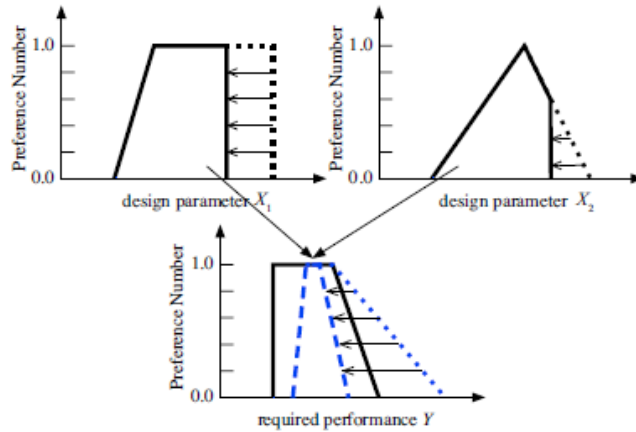 Preference Number
1.0
0.0
design parameter X₁
Preference Number
1.0
0.0
design parameter X₂
Preference Number
1.0
0.0
required performance Y